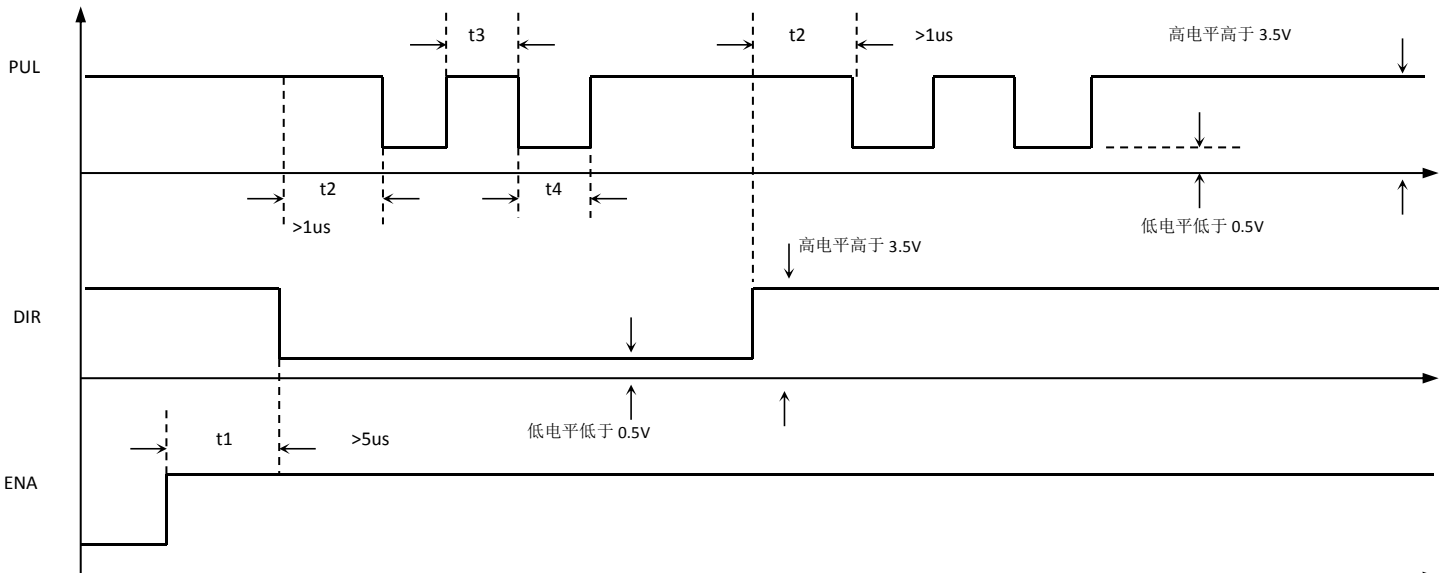 t3
t2
>1us
高电平高于 3.5V
PUL
t2
t4
>1us
低电平低于 0.5V
高电平高于 3.5V
DIR
t1
>5us
低电平低于 0.5V
ENA